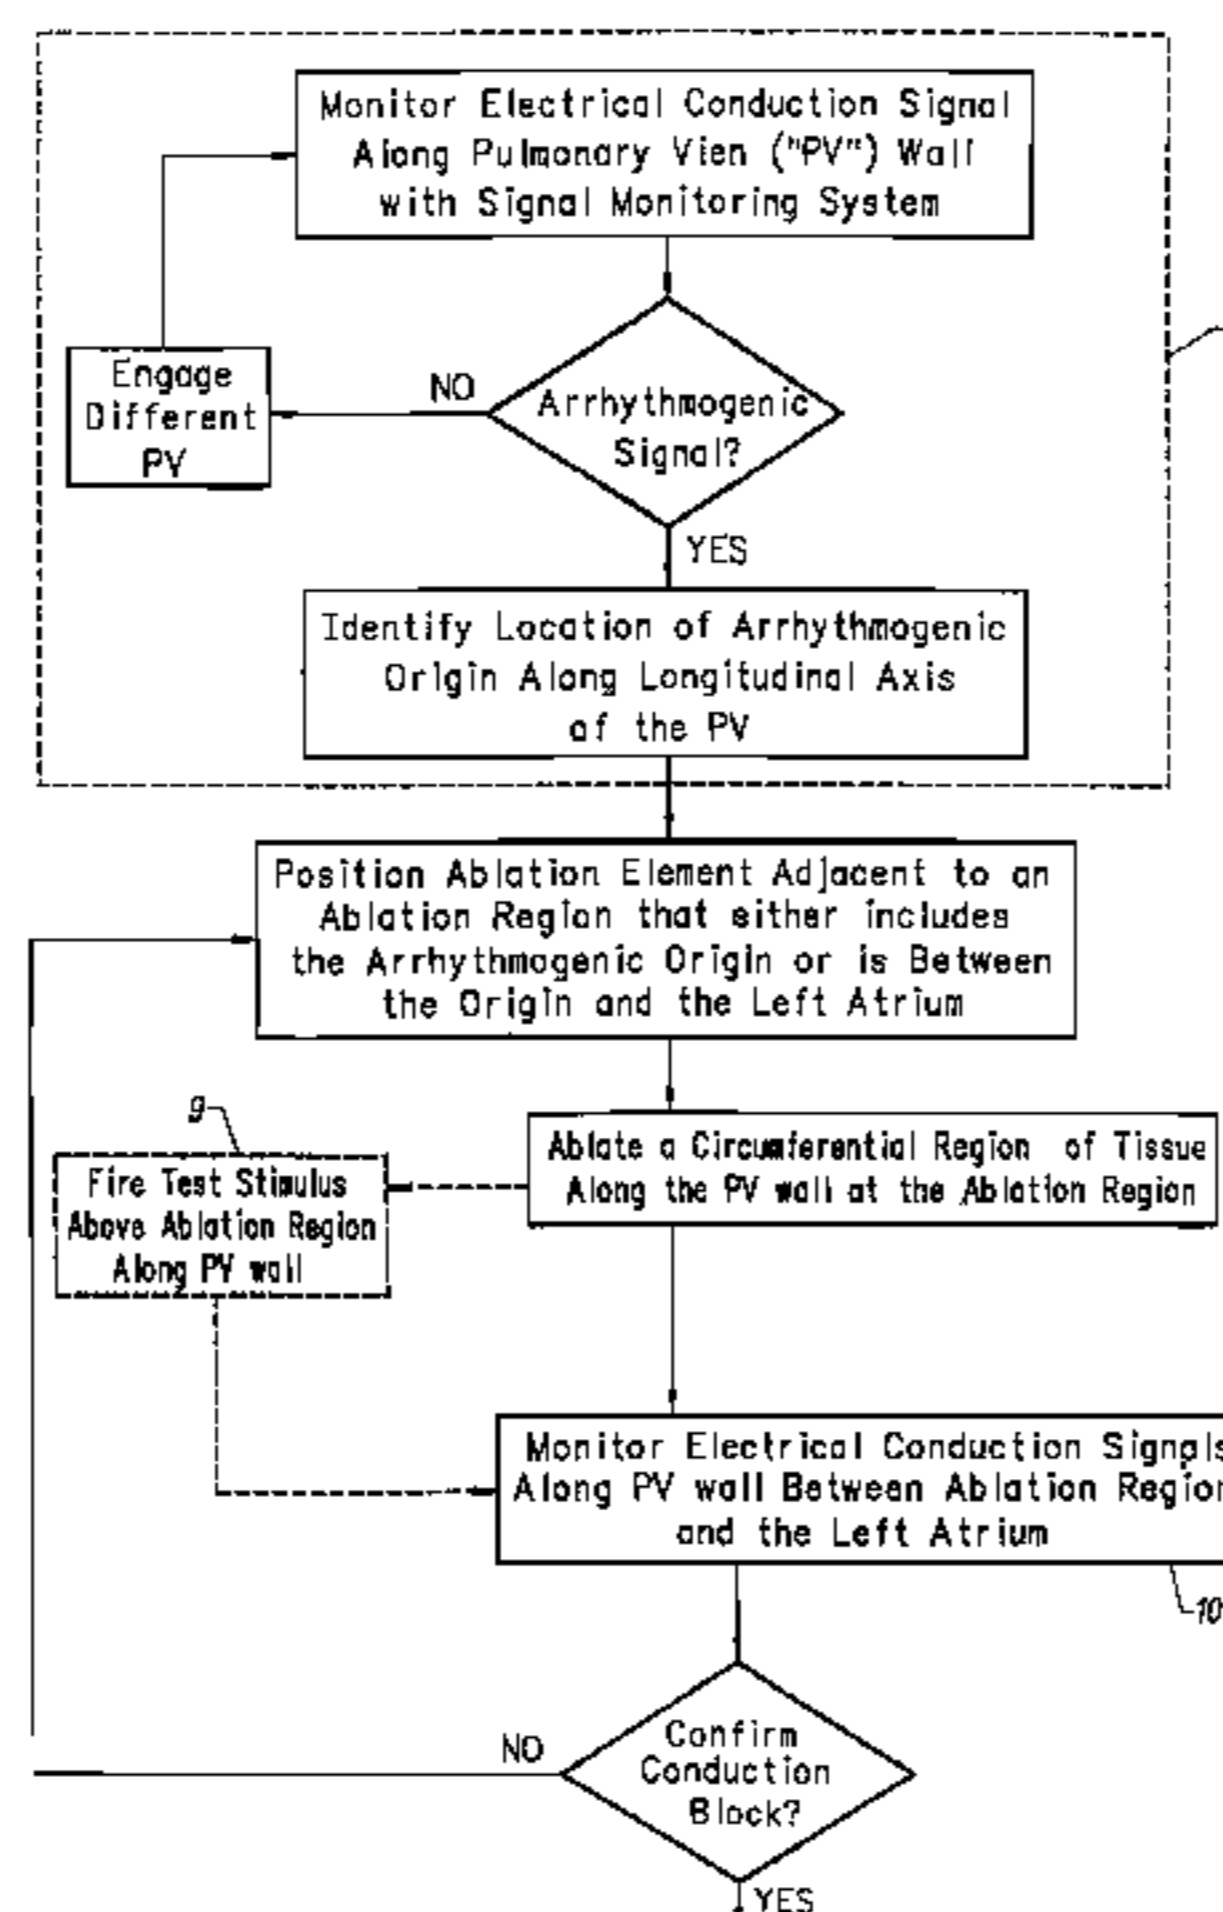 Monitor Electrical Conduction Signal
Along Pulmonary Vien ("PV") Wall
with Signal Monitoring System
Engage
Different
PV
NO
Arrhythmogenic
Signal?
YES
Identify Location of Arrhythmogenic
Origin Along Longitudinal Axis
of the PV
Position Ablation Element Adjacent to an
Ablation Region that either includes
the Arrhythmogenic Origin or is Between
the Origin and the Left Atrium
9
Ablate a Circumferential Region of Tissue
Along the PV wall at the Ablation Region
Fire Test Stimulus
Above Ablation Region
Along PV wall
Monitor Electrical Conduction Signals
Along PV wall Between Ablation Region
and the Left Atrium
10
NO
Confirm
Conduction
Block?
YES